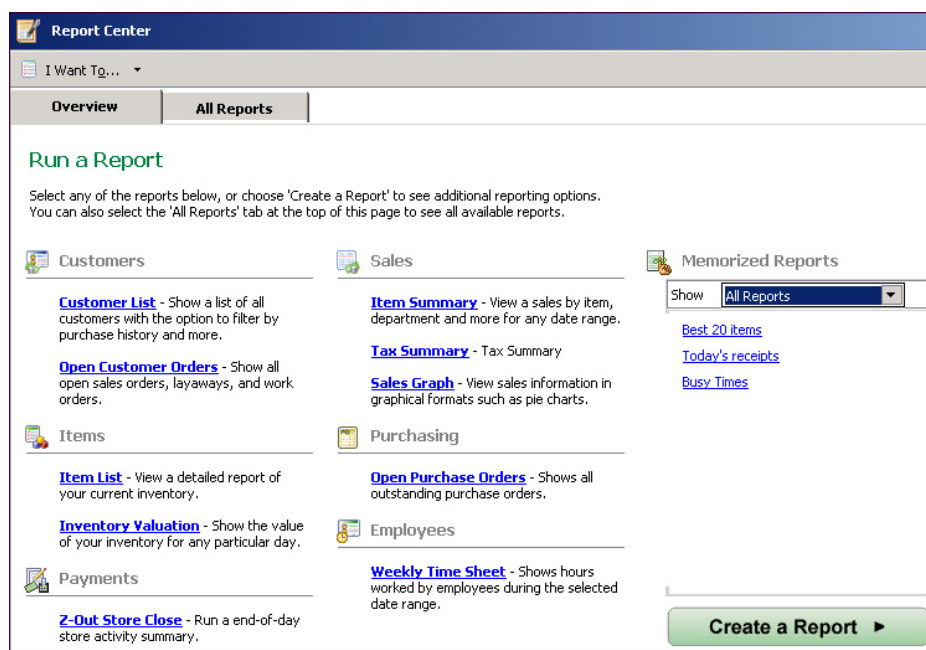 Report Center
I Want To...
Overview
All Reports
Run a Report
Select any of the reports below, or choose 'Create a Report' to see additional reporting options.
You can also select the 'All Reports' tab at the top of this page to see all available reports.
Customers
Customer List - Show a list of all
customers with the option to filter by
purchase history and more.
Open Customer Orders - Show all
open sales orders, layaways, and work
orders.
Items
Item List - View a detailed report of
your current inventory.
Inventory Valuation - Show the value
of your inventory for any particular day.
Payments
Z-Out Store Close - Run a end-of-day
store activity summary.
Sales
Item Summary - View a sales by item,
department and more for any date range.
Tax Summary - Tax Summary
Sales Graph - View sales information in
graphical formats such as pie charts.
Purchasing
Open Purchase Orders - Shows all
outstanding purchase orders.
Employees
Weekly Time Sheet - Shows hours
worked by employees during the selected
date range.
Memorized Reports
Show All Reports
Best 20 items
Today's receipts
Busy Times
Create a Report